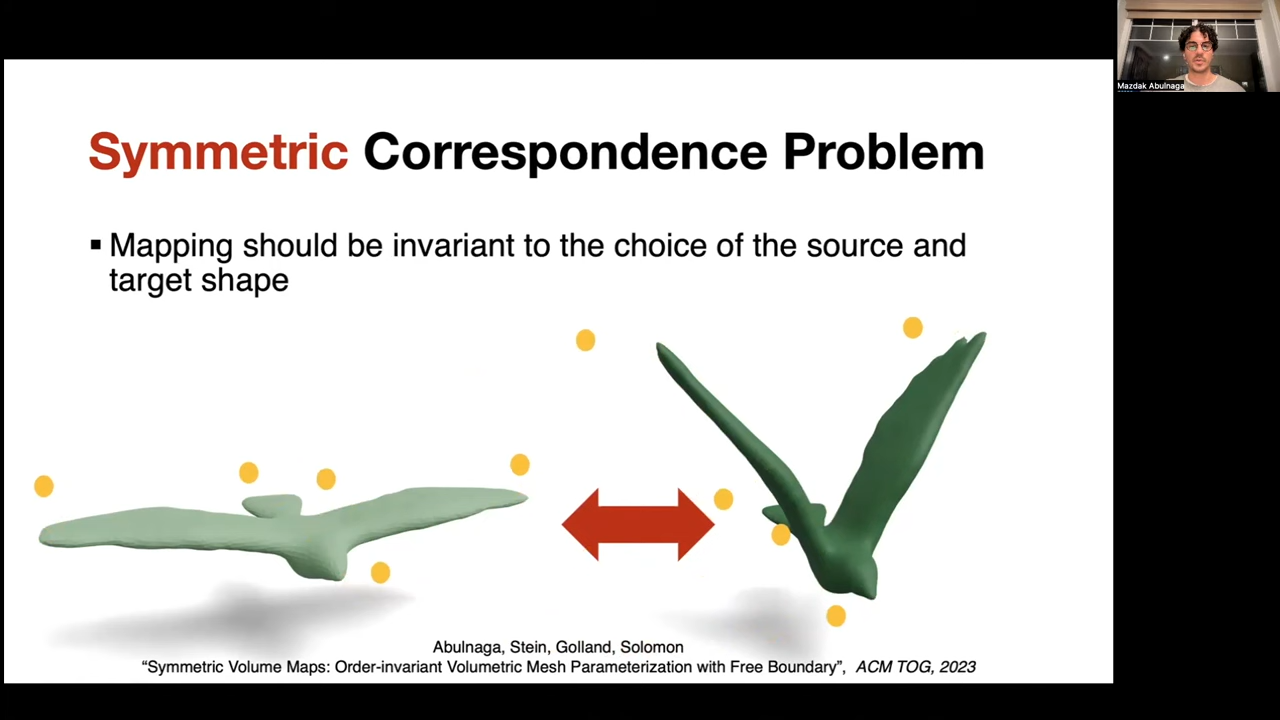 Mazdak Abulnaga
Symmetric Correspondence Problem
▪ Mapping should be invariant to the choice of the source and
target shape
Abulnaga, Stein, Golland, Solomon
“Symmetric Volume Maps: Order-invariant Volumetric Mesh Parameterization with Free Boundary”, ACM TOG, 2023